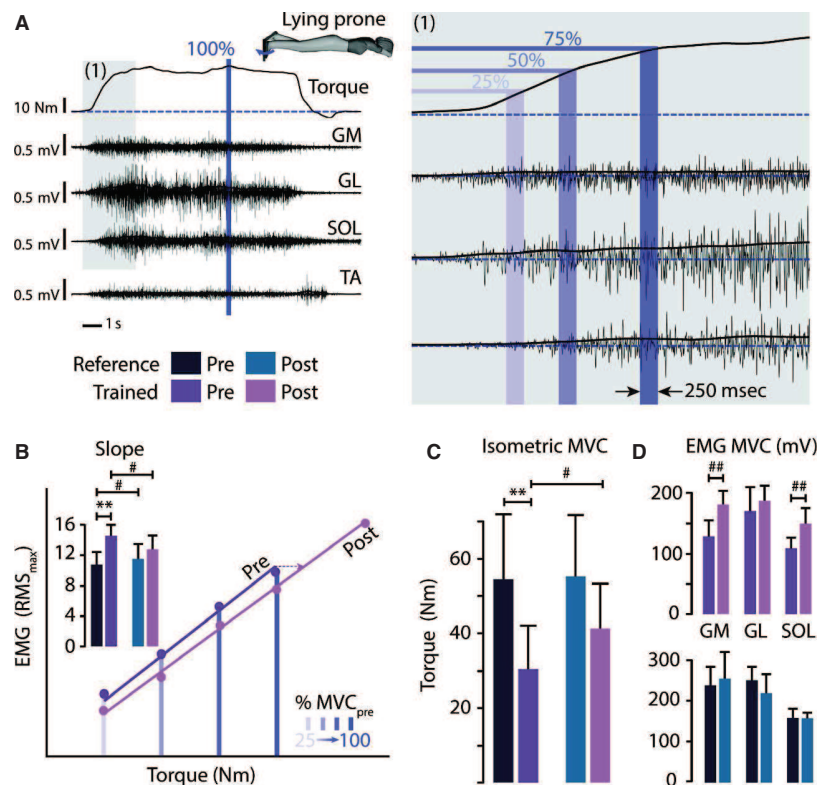 A
Lying prone
100%
(1)
Torque
10 Nm
GM
0.5 mV
GL
0.5 mV
SOL
0.5 mV
TA
0.5 mV
1 s
(1)
75%
50%
25%
250 msec
Reference Pre Post
Trained Pre Post
B
Slope
#
#
**
16
12
8
4
0
EMG (RMSmax)
Pre
Post
% MVCpre
25 → 100
Torque (Nm)
C
Isometric MVC
#
**
60
40
20
Torque (Nm)
D
EMG MVC (mV)
##
##
200
150
100
0
GM GL SOL
300
200
100
0